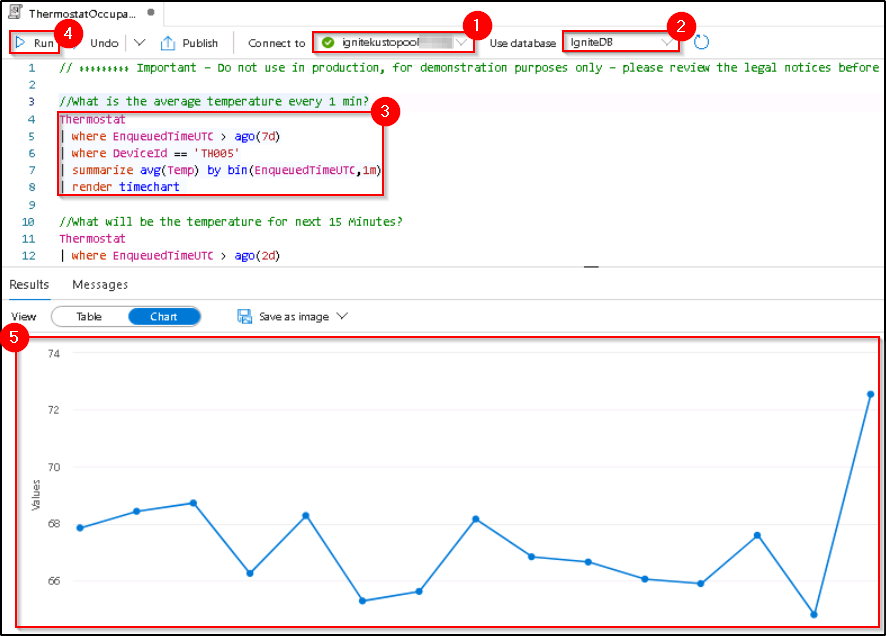 ThermostatOccupa...
4
1
2
Run Undo Publish Connect to ignitekustopool Use database IgniteDB
1 // ********* Important - Do not use in production, for demonstration purposes only - please review the legal notices before
2
3 //What is the average temperature every 1 min?
3
4 Thermostat
5 | where EnqueuedTimeUTC > ago(7d)
6 | where DeviceId == 'TH005'
7 | summarize avg(Temp) by bin(EnqueuedTimeUTC,1m)
8 | render timechart
9
10 //What will be the temperature for next 15 Minutes?
11 Thermostat
12 | where EnqueuedTimeUTC > ago(2d)
Results Messages
View Table Chart Save as image
5
74
72
70
68
66
Values